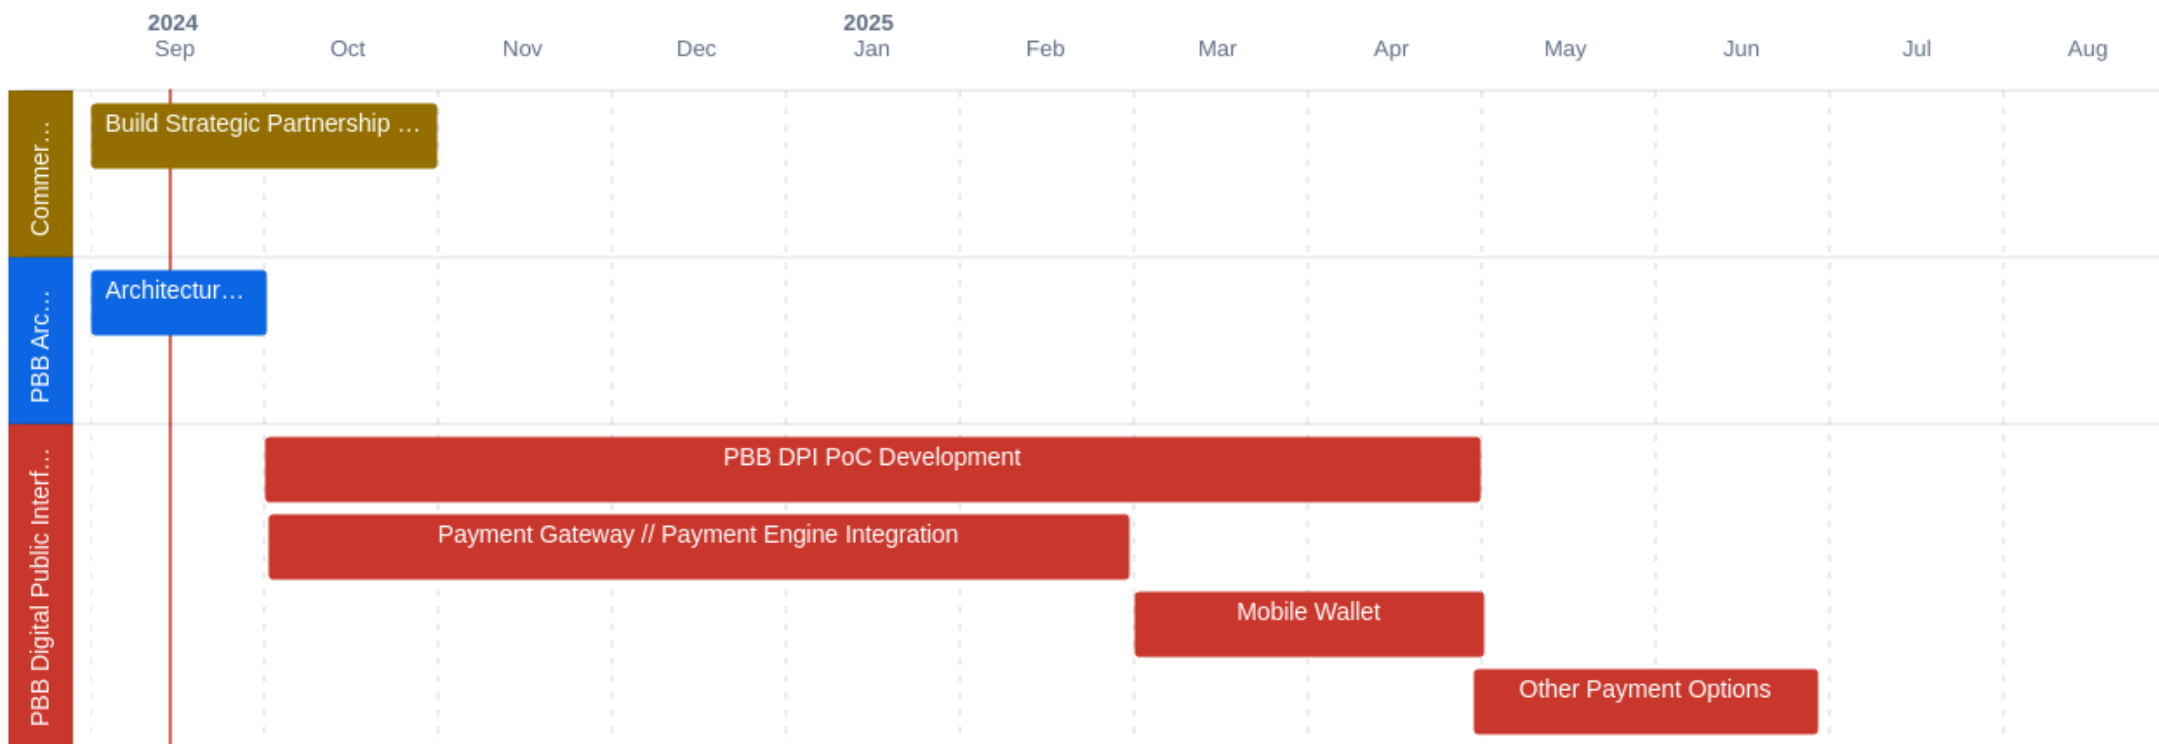 2024
Sep Oct Nov Dec
2025
Jan Feb Mar Apr May Jun Jul Aug
Commer…
Build Strategic Partnership …
PBB Arc…
Architectur…
PBB Digital Public Interf…
PBB DPI PoC Development
Payment Gateway // Payment Engine Integration
Mobile Wallet
Other Payment Options